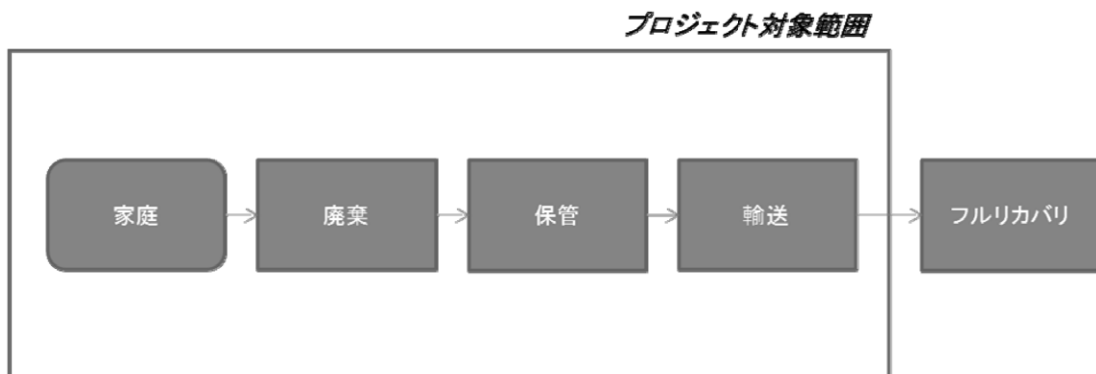 プロジェクト対象範囲
家庭
廃棄
保管
輸送
フルリカバリ